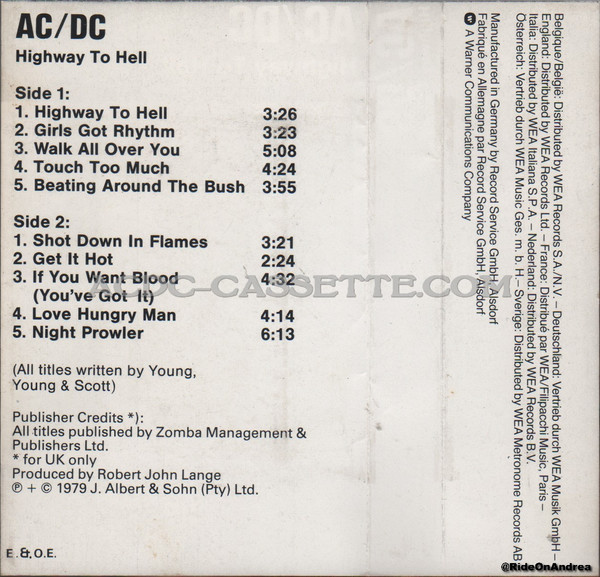 AC/DC
Highway To Hell
Side 1:
1. Highway To Hell 3:26
2. Girls Got Rhythm 3:23
3. Walk All Over You 5:08
4. Touch Too Much 4:24
5. Beating Around The Bush 3:55
Side 2:
1. Shot Down In Flames 3:21
2. Get It Hot 2:24
3. If You Want Blood 4:32
(You've Got It)
4. Love Hungry Man 4:14
5. Night Prowler 6:13
(All titles written by Young,
Young & Scott)
Publisher Credits *):
All titles published by Zomba Management &
Publishers Ltd.
* for UK only
Produced by Robert John Lange
℗ + © 1979 J. Albert & Sohn (Pty) Ltd.
E. & O.E.
Manufactured in Germany by Record Service GmbH, Alsdorf
Fabriqué en Allemagne par Record Service GmbH, Alsdorf
A Warner Communications Company
Belgique/België: Distributed by WEA Records S.A./N.V. – Deutschland: Vertrieb durch WEA Musik GmbH –
England: Distributed by WEA Records Ltd. – France: Distribué par WEA/Filipacchi Music, Paris –
Italia: Distributed by WEA Italiana S.P.A. – Nederland: Distributed by WEA Records B.V.
Österreich: Vertrieb durch WEA Music Ges. m. b. H. – Sverige: Distributed by WEA Metronome Records AB
ACDC-CASSETTE.COM
@RideOnAndrea